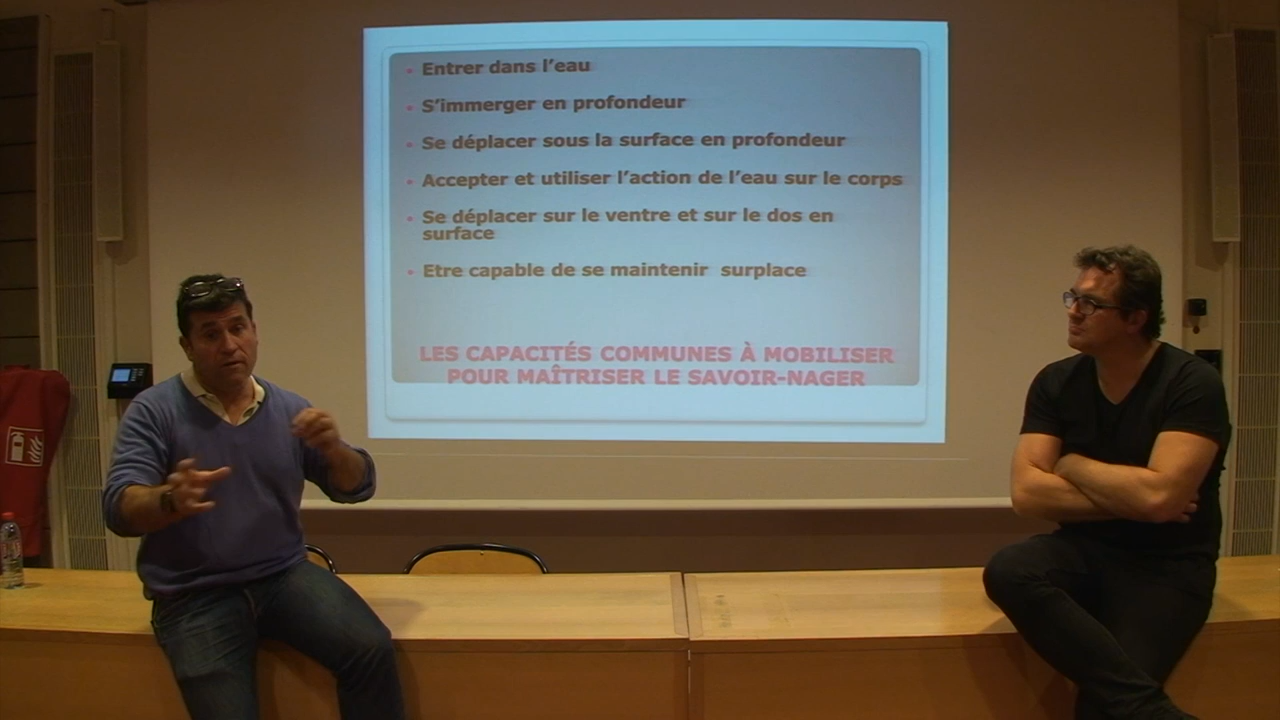 Entrer dans l'eau
S'immerger en profondeur
Se déplacer sous la surface en profondeur
Accepter et utiliser l'action de l'eau sur le corps
Se déplacer sur le ventre et sur le dos en
surface
Etre capable de se maintenir surplace
LES CAPACITÉS COMMUNES À MOBILISER
POUR MAÎTRISER LE SAVOIR-NAGER